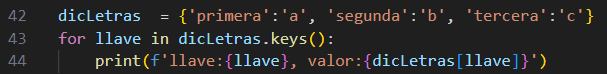 42 dicLetras  = {'primera':'a', 'segunda':'b', 'tercera':'c'}
43 for llave in dicLetras.keys():
44     print(f'llave:{llave}, valor:{dicLetras[llave]}')